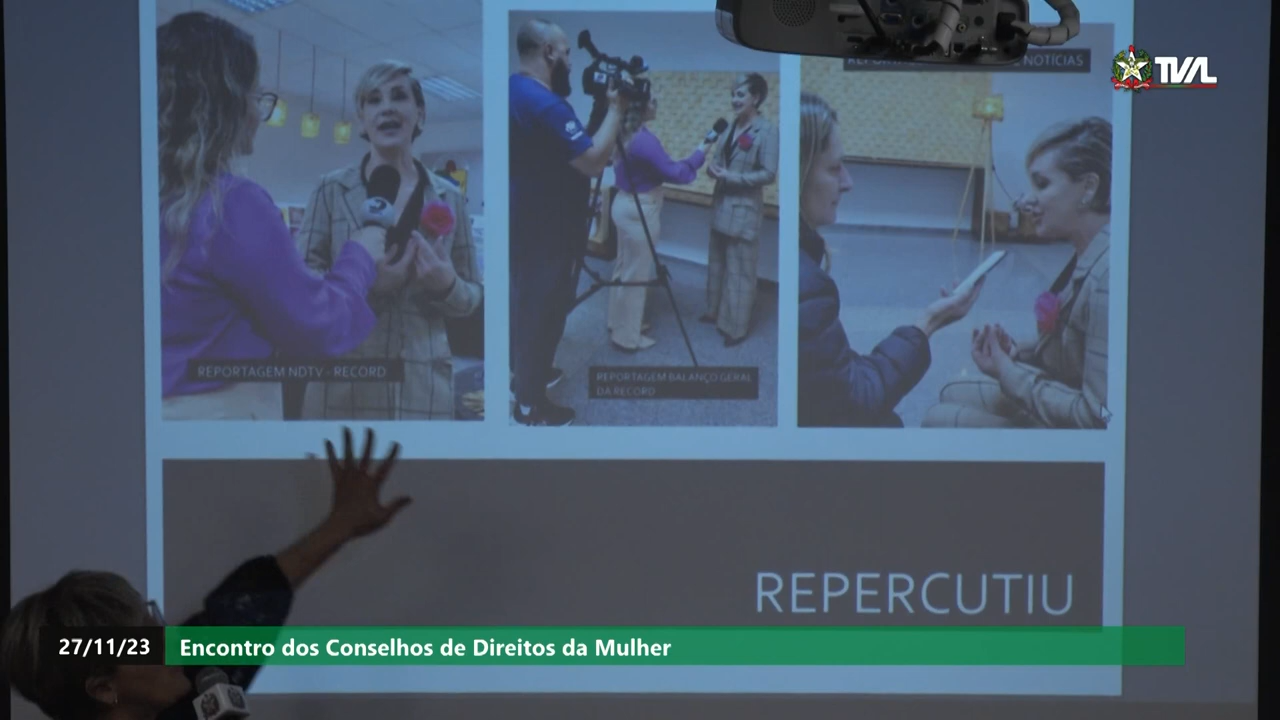 NOTÍCIAS
TVAL
REPORTAGEM NDTV - RECORD
REPORTAGEM BALANÇO GERAL
DA RECORD
REPERCUTIU
27/11/23
Encontro dos Conselhos de Direitos da Mulher